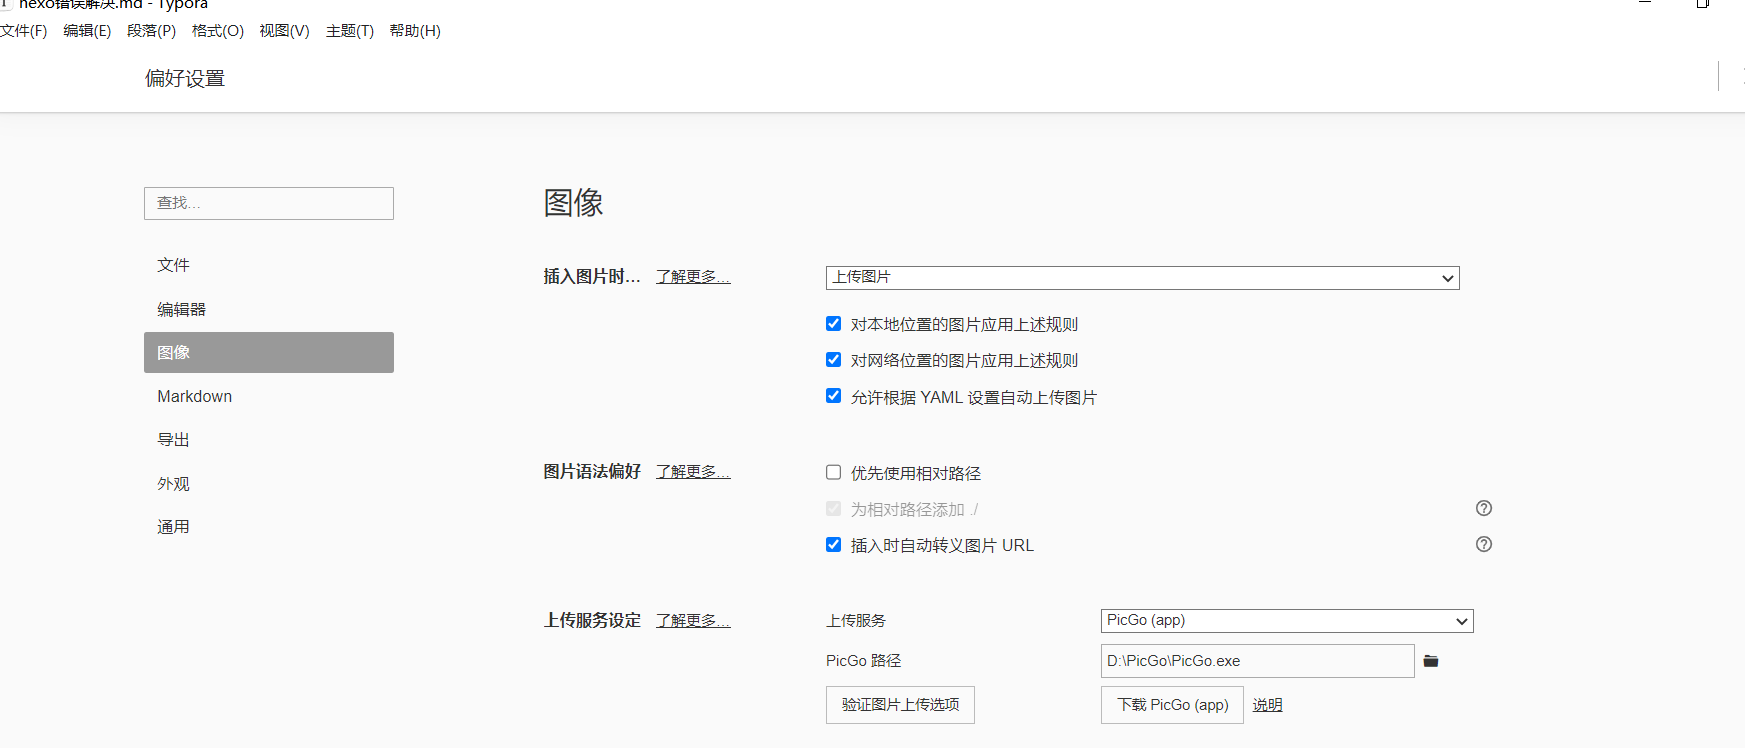 hexo错误解决.md - Typora
文件(F) 编辑(E) 段落(P) 格式(O) 视图(V) 主题(T) 帮助(H)
偏好设置
查找...
文件
编辑器
图像
Markdown
导出
外观
通用
图像
插入图片时... 了解更多... 上传图片
对本地位置的图片应用上述规则
对网络位置的图片应用上述规则
允许根据 YAML 设置自动上传图片
图片语法偏好 了解更多... 优先使用相对路径
为相对路径添加 ./
插入时自动转义图片 URL
上传服务设定 了解更多... 上传服务 PicGo (app)
PicGo 路径 D:\PicGo\PicGo.exe
验证图片上传选项 下载 PicGo (app) 说明